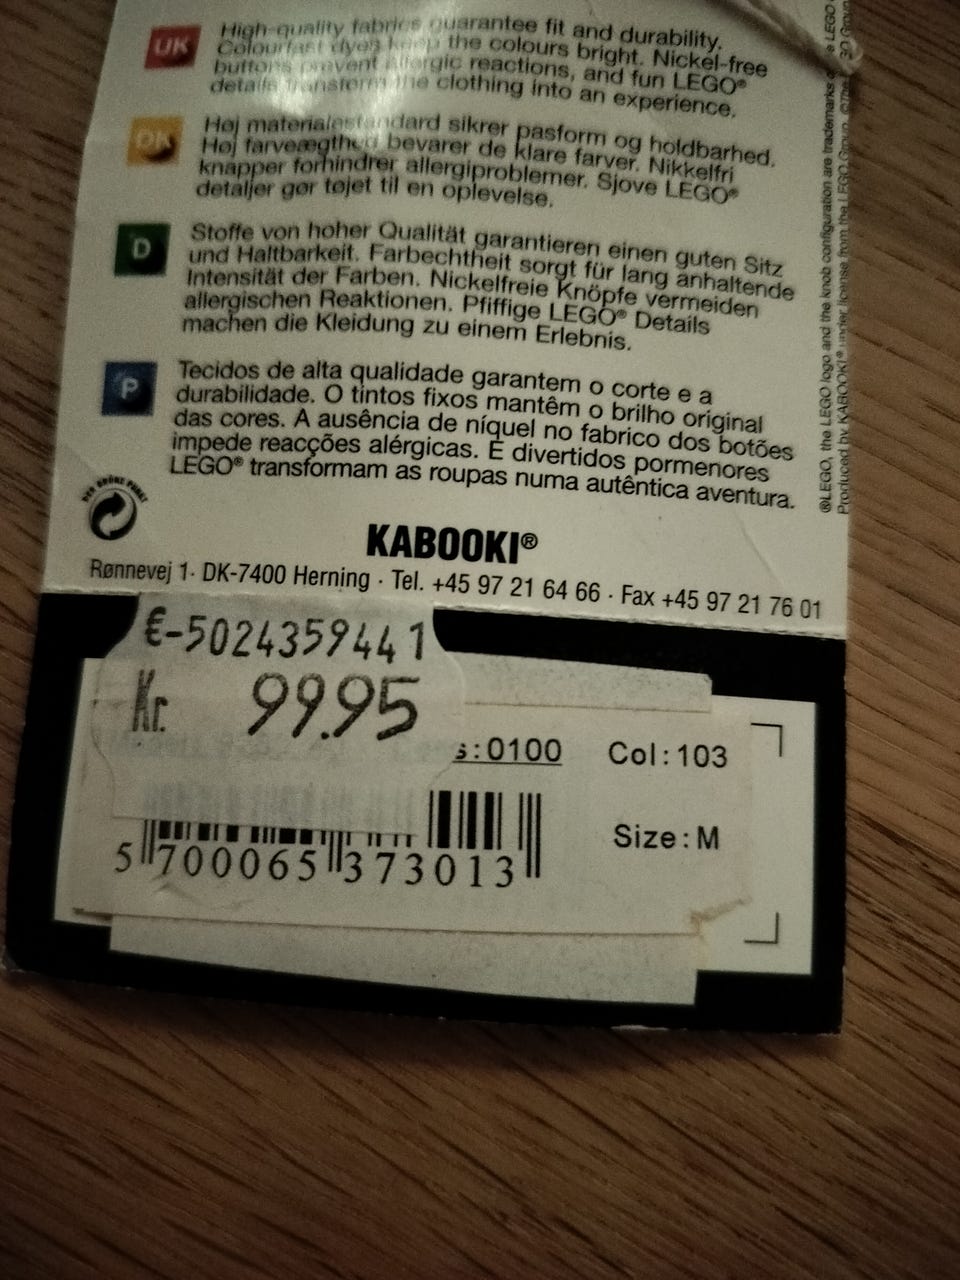 UK
High-quality fabrics guarantee fit and durability.
Colourfast dyes keep the colours bright. Nickel-free
buttons prevent allergic reactions, and fun LEGO®
details transform the clothing into an experience.
DK
Høj materialestandard sikrer pasform og holdbarhed.
Høj farveægthed bevarer de klare farver. Nikkelfri
knapper forhindrer allergiproblemer. Sjove LEGO®
detaljer gør tøjet til en oplevelse.
D
Stoffe von hoher Qualität garantieren einen guten Sitz
und Haltbarkeit. Farbechtheit sorgt für lang anhaltende
Intensität der Farben. Nickelfreie Knöpfe vermeiden
allergischen Reaktionen. Pfiffige LEGO® Details
machen die Kleidung zu einem Erlebnis.
P
Tecidos de alta qualidade garantem o corte e a
durabilidade. O tintos fixos mantêm o brilho original
das cores. A ausência de níquel no fabrico dos botões
impede reacções alérgicas. E divertidos pormenores
LEGO® transformam as roupas numa autêntica aventura.
DER GRÜNE PUNKT
KABOOKI®
Rønnevej 1· DK-7400 Herning · Tel. +45 97 21 64 66 · Fax +45 97 21 76 01
€-5024359441
Kr. 99.95
s:0100 Col:103
Size:M
5 700065 373013
®LEGO, the LEGO logo and the knob configuration are trademarks LEGO
Produced by KABOOKI® under license from the LEGO Group. ©The Group